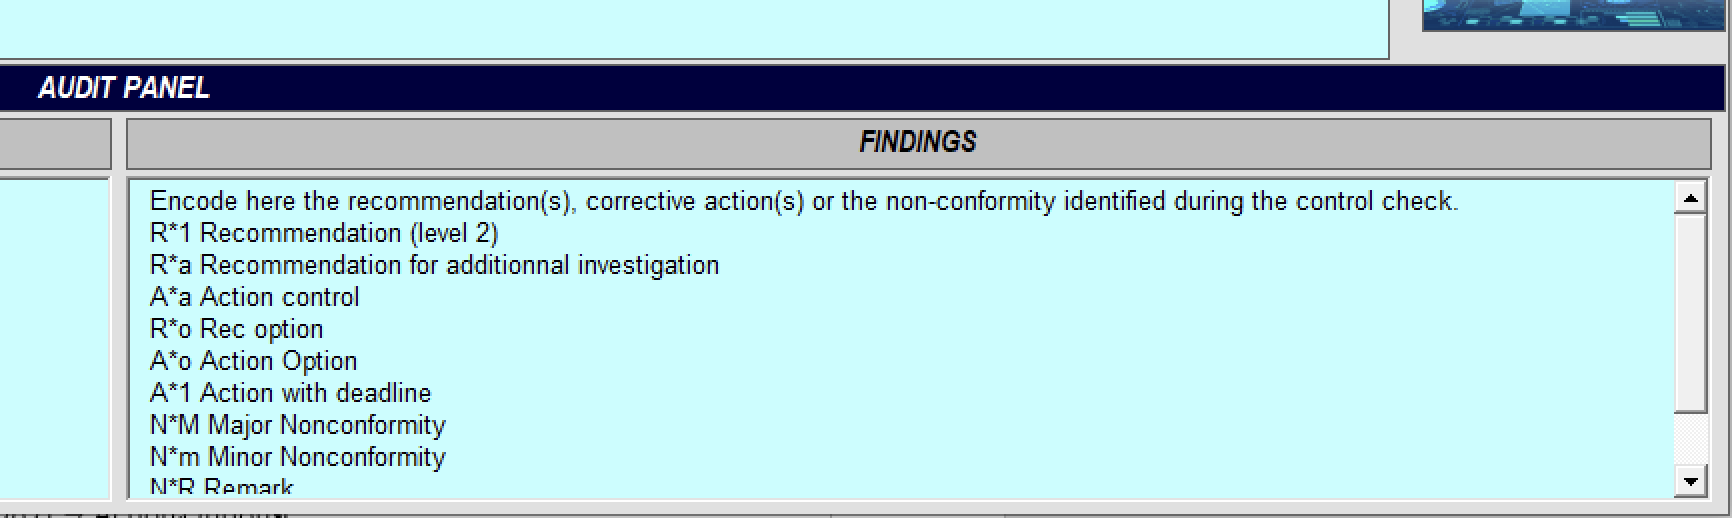 AUDIT PANEL
FINDINGS
Encode here the recommendation(s), corrective action(s) or the non-conformity identified during the control check.
R*1 Recommendation (level 2)
R*a Recommendation for additionnal investigation
A*a Action control
R*o Rec option
A*o Action Option
A*1 Action with deadline
N*M Major Nonconformity
N*m Minor Nonconformity
N*R Remark